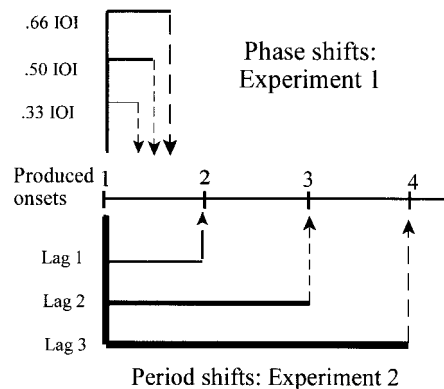 .66 IOI
.50 IOI
.33 IOI
Phase shifts:
Experiment 1
Produced
onsets
1 2 3 4
Lag 1
Lag 2
Lag 3
Period shifts: Experiment 2